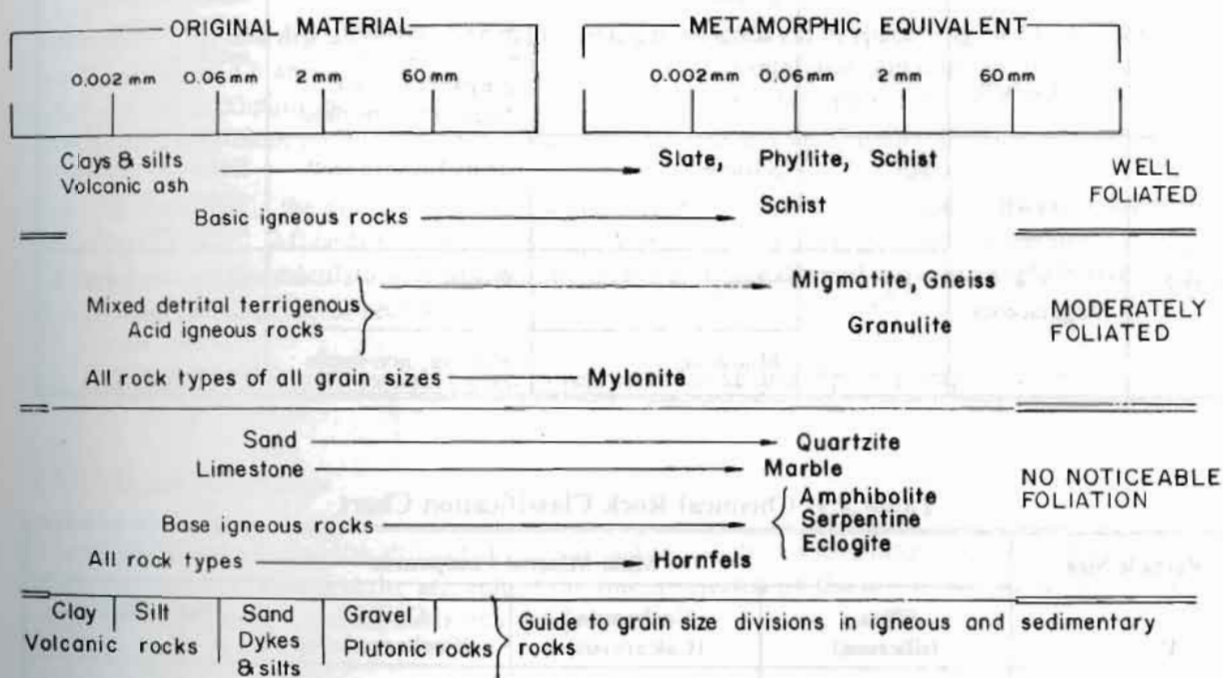 ORIGINAL MATERIAL
METAMORPHIC EQUIVALENT
0.002 mm 0.06 mm 2 mm 60 mm
0.002 mm 0.06 mm 2 mm 60 mm
Clays & silts
Volcanic ash
Slate, Phyllite, Schist
WELL
FOLIATED
Basic igneous rocks
Schist
Mixed detrital terrigenous
Acid igneous rocks
Migmatite, Gneiss
Granulite
MODERATELY
FOLIATED
All rock types of all grain sizes
Mylonite
Sand
Quartzite
Limestone
Marble
NO NOTICEABLE
FOLIATION
Base igneous rocks
Amphibolite
Serpentine
Eclogite
All rock types
Hornfels
Clay Silt Sand Gravel
Volcanic rocks Dykes Plutonic rocks
& silts
Guide to grain size divisions in igneous and sedimentary
rocks